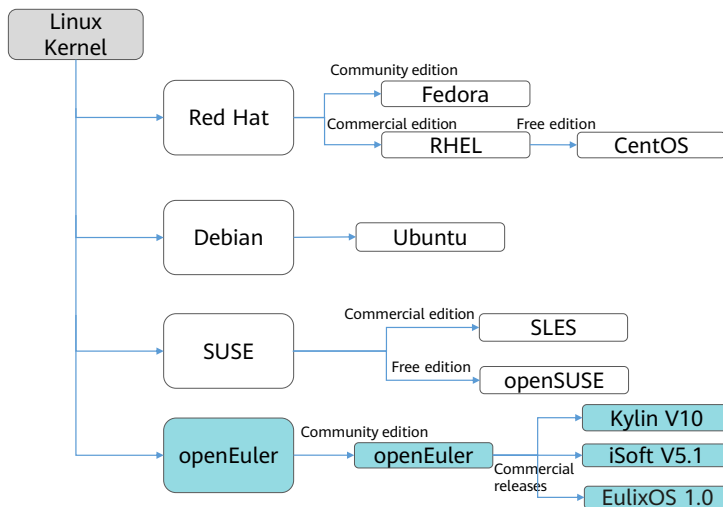 Linux
Kernel
Community edition
Fedora
Red Hat
Commercial edition
Free edition
RHEL
CentOS
Debian
Ubuntu
Commercial edition
SLES
SUSE
Free edition
openSUSE
Kylin V10
Community edition
openEuler
openEuler
iSoft V5.1
Commercial
releases
EulixOS 1.0